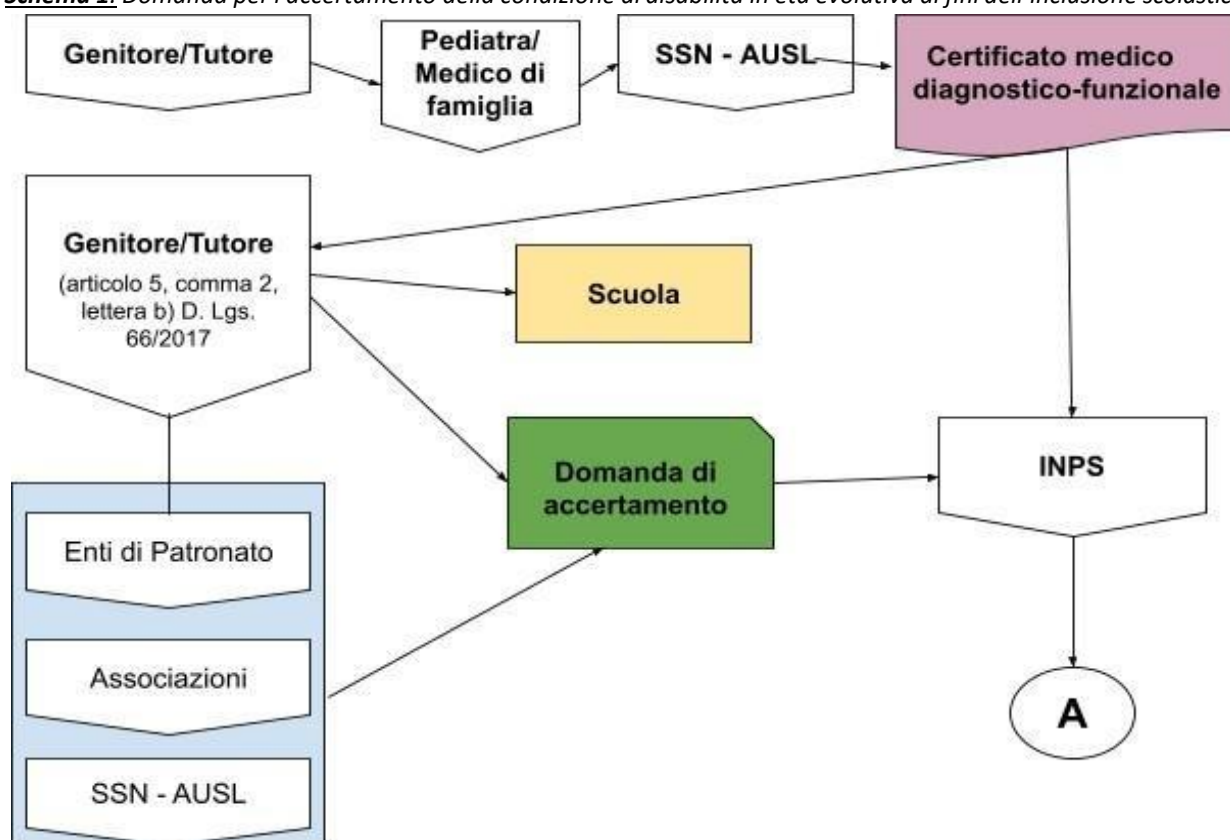 Schema 1: Domanda per l'accertamento della condizione di disabilità in età evolutiva ai fini dell'inclusione scolastica
Genitore/Tutore
Pediatra/
Medico di
famiglia
SSN - AUSL
Certificato medico
diagnostico-funzionale
Genitore/Tutore
(articolo 5, comma 2,
lettera b) D. Lgs.
66/2017
Scuola
Domanda di
accertamento
INPS
Enti di Patronato
Associazioni
SSN - AUSL
A